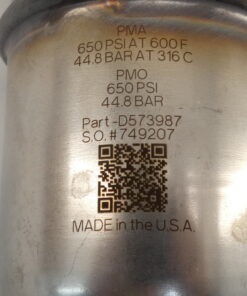 PMA
650 PSI AT 600 F
44.8 BAR AT 316 C
PMO
650 PSI
44.8 BAR
Part -D573987
S.O. #749207
MADE in the U.S.A.